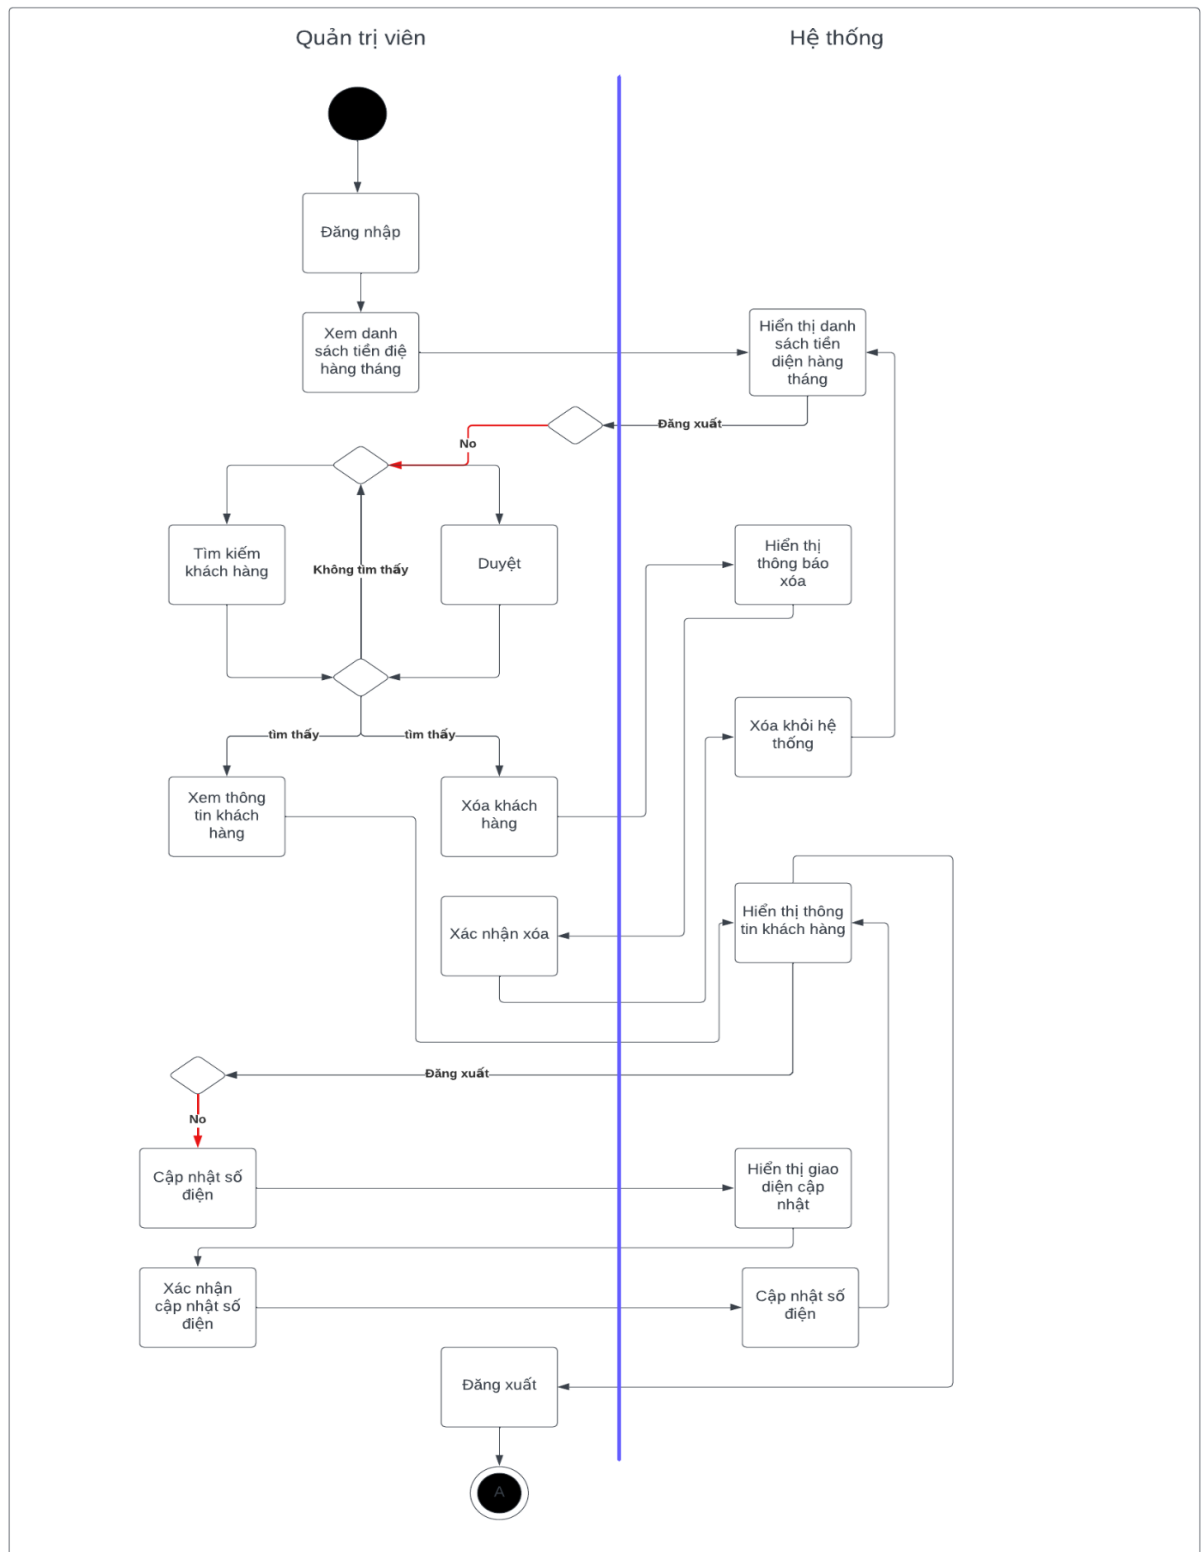 Quản trị viên
Hệ thống
Đăng nhập
Xem danh
sách tiền điệ
hàng tháng
Hiển thị danh
sách tiền
diện hàng
tháng
Đăng xuất
No
Tìm kiếm
khách hàng
Không tìm thấy
Duyệt
Hiển thị
thông báo
xóa
tìm thấy
tìm thấy
Xóa khỏi hệ
thống
Xem thông
tin khách
hàng
Xóa khách
hàng
Xác nhận xóa
Hiển thị thông
tin khách hàng
Đăng xuất
No
Cập nhật số
điện
Hiển thị giao
diện cập
nhật
Xác nhận
cập nhật số
điện
Cập nhật số
điện
Đăng xuất
A